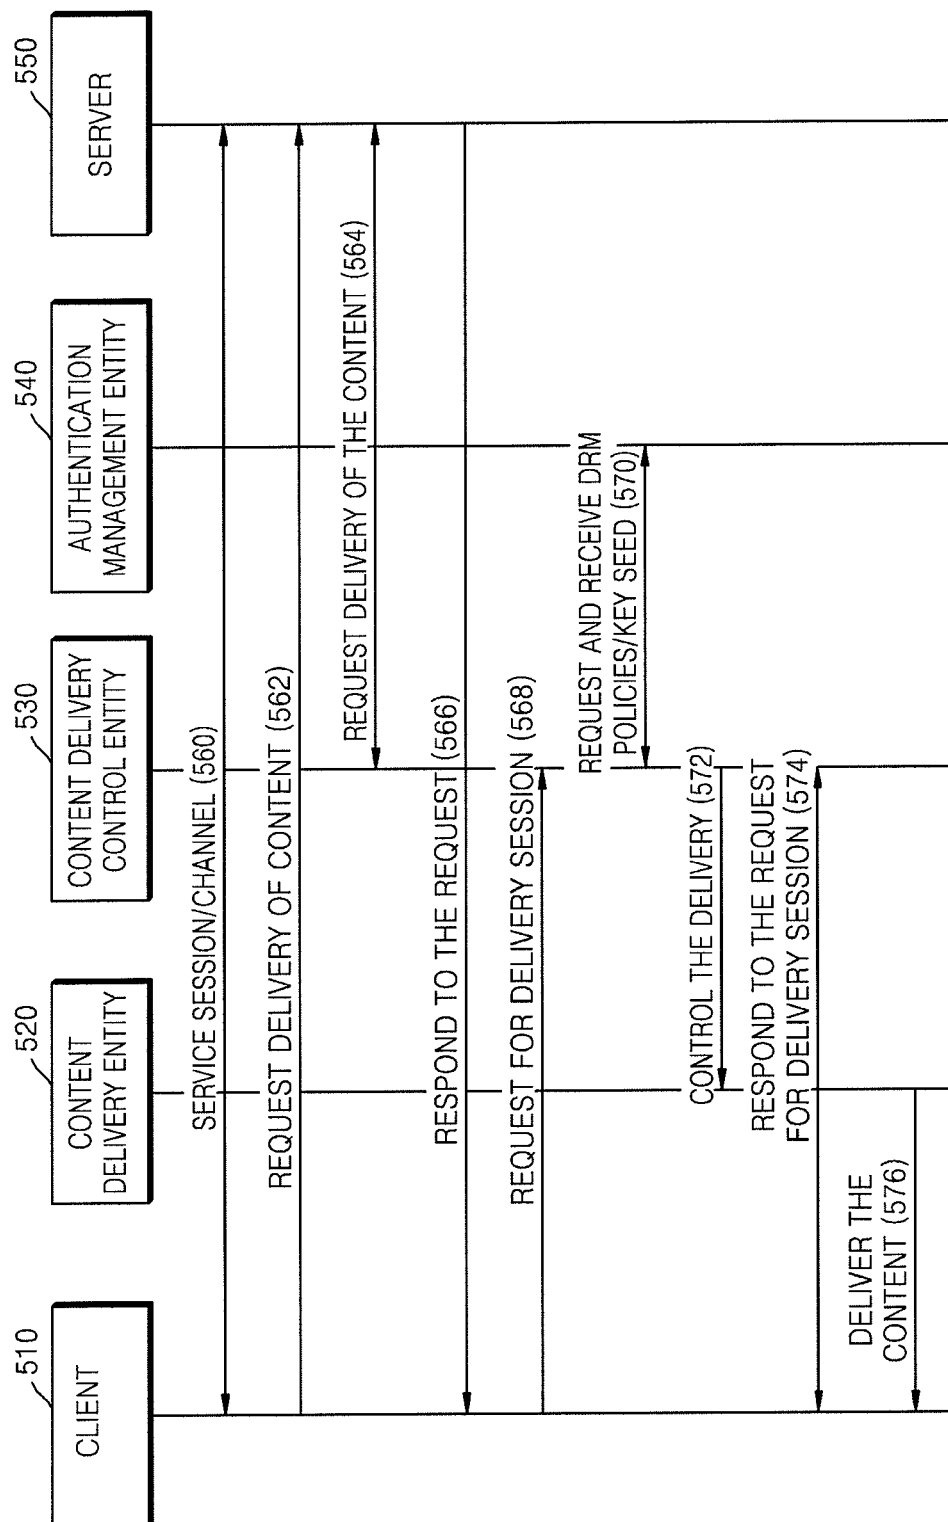 510
CLIENT
520
CONTENT
DELIVERY ENTITY
530
CONTENT DELIVERY
CONTROL ENTITY
540
AUTHENTICATION
MANAGEMENT ENTITY
550
SERVER
SERVICE SESSION/CHANNEL (560)
REQUEST DELIVERY OF CONTENT (562)
REQUEST DELIVERY OF THE CONTENT (564)
RESPOND TO THE REQUEST (566)
REQUEST FOR DELIVERY SESSION (568)
REQUEST AND RECEIVE DRM
POLICIES/KEY SEED (570)
CONTROL THE DELIVERY (572)
RESPOND TO THE REQUEST
FOR DELIVERY SESSION (574)
DELIVER THE
CONTENT (576)